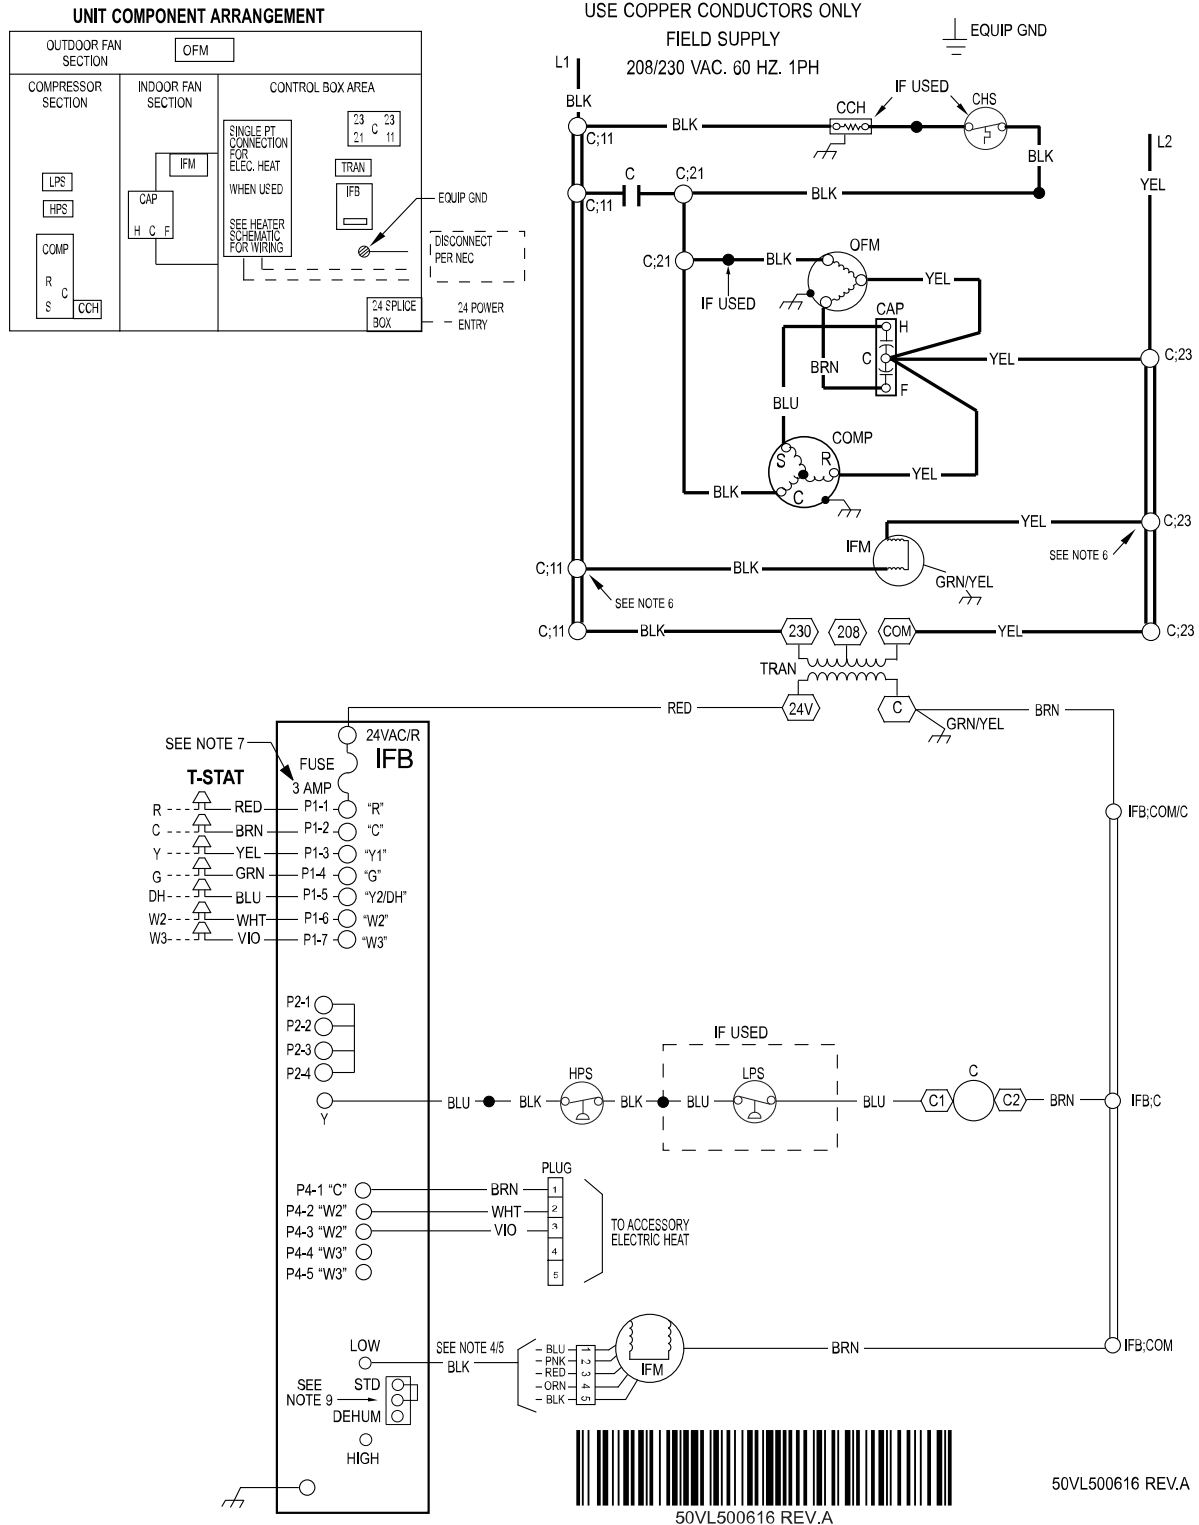 UNIT COMPONENT ARRANGEMENT
OUTDOOR FAN
SECTION
OFM
COMPRESSOR
SECTION
INDOOR FAN
SECTION
CONTROL BOX AREA
LPS
HPS
COMP
R
C
S
CCH
IFM
CAP
H C F
SINGLE PT
CONNECTION
FOR
ELEC. HEAT
WHEN USED
SEE HEATER
SCHEMATIC
FOR WIRING
23 C 23
21 11
TRAN
IFB
EQUIP GND
DISCONNECT
PER NEC
24 SPLICE
BOX
24 POWER
ENTRY
USE COPPER CONDUCTORS ONLY
FIELD SUPPLY
208/230 VAC. 60 HZ. 1PH
EQUIP GND
L1
BLK
C;11
BLK
CCH
IF USED
CHS
BLK
L2
YEL
C;11
C
C;21
BLK
C;21
BLK
IF USED
OFM
YEL
CAP
H
C
F
BRN
BLU
YEL
C;23
COMP
S
R
C
YEL
BLK
YEL
C;23
SEE NOTE 6
IFM
GRN/YEL
C;11
BLK
SEE NOTE 6
C;11
BLK
230
208
COM
YEL
C;23
TRAN
24V
C
RED
GRN/YEL
BRN
24VAC/R
IFB
SEE NOTE 7
FUSE
3 AMP
T-STAT
R RED P1-1 "R"
C BRN P1-2 "C"
Y YEL P1-3 "Y1"
G GRN P1-4 "G"
DH BLU P1-5 "Y2/DH"
W2 WHT P1-6 "W2"
W3 VIO P1-7 "W3"
IFB;COM/C
P2-1
P2-2
P2-3
P2-4
Y
IF USED
BLU
BLK
HPS
BLK
BLU
LPS
BLU
C1
C
C2
BRN
IFB;C
PLUG
P4-1 "C" BRN 1
P4-2 "W2" WHT 2
P4-3 "W2" VIO 3
P4-4 "W3" 4
P4-5 "W3" 5
TO ACCESSORY
ELECTRIC HEAT
LOW
SEE NOTE 4/5
BLK
BLU 1
PNK 2
RED 3
ORN 4
BLK 5
IFM
BRN
IFB;COM
SEE
NOTE 9
STD
DEHUM
HIGH
50VL500616 REV.A
50VL500616 REV.A